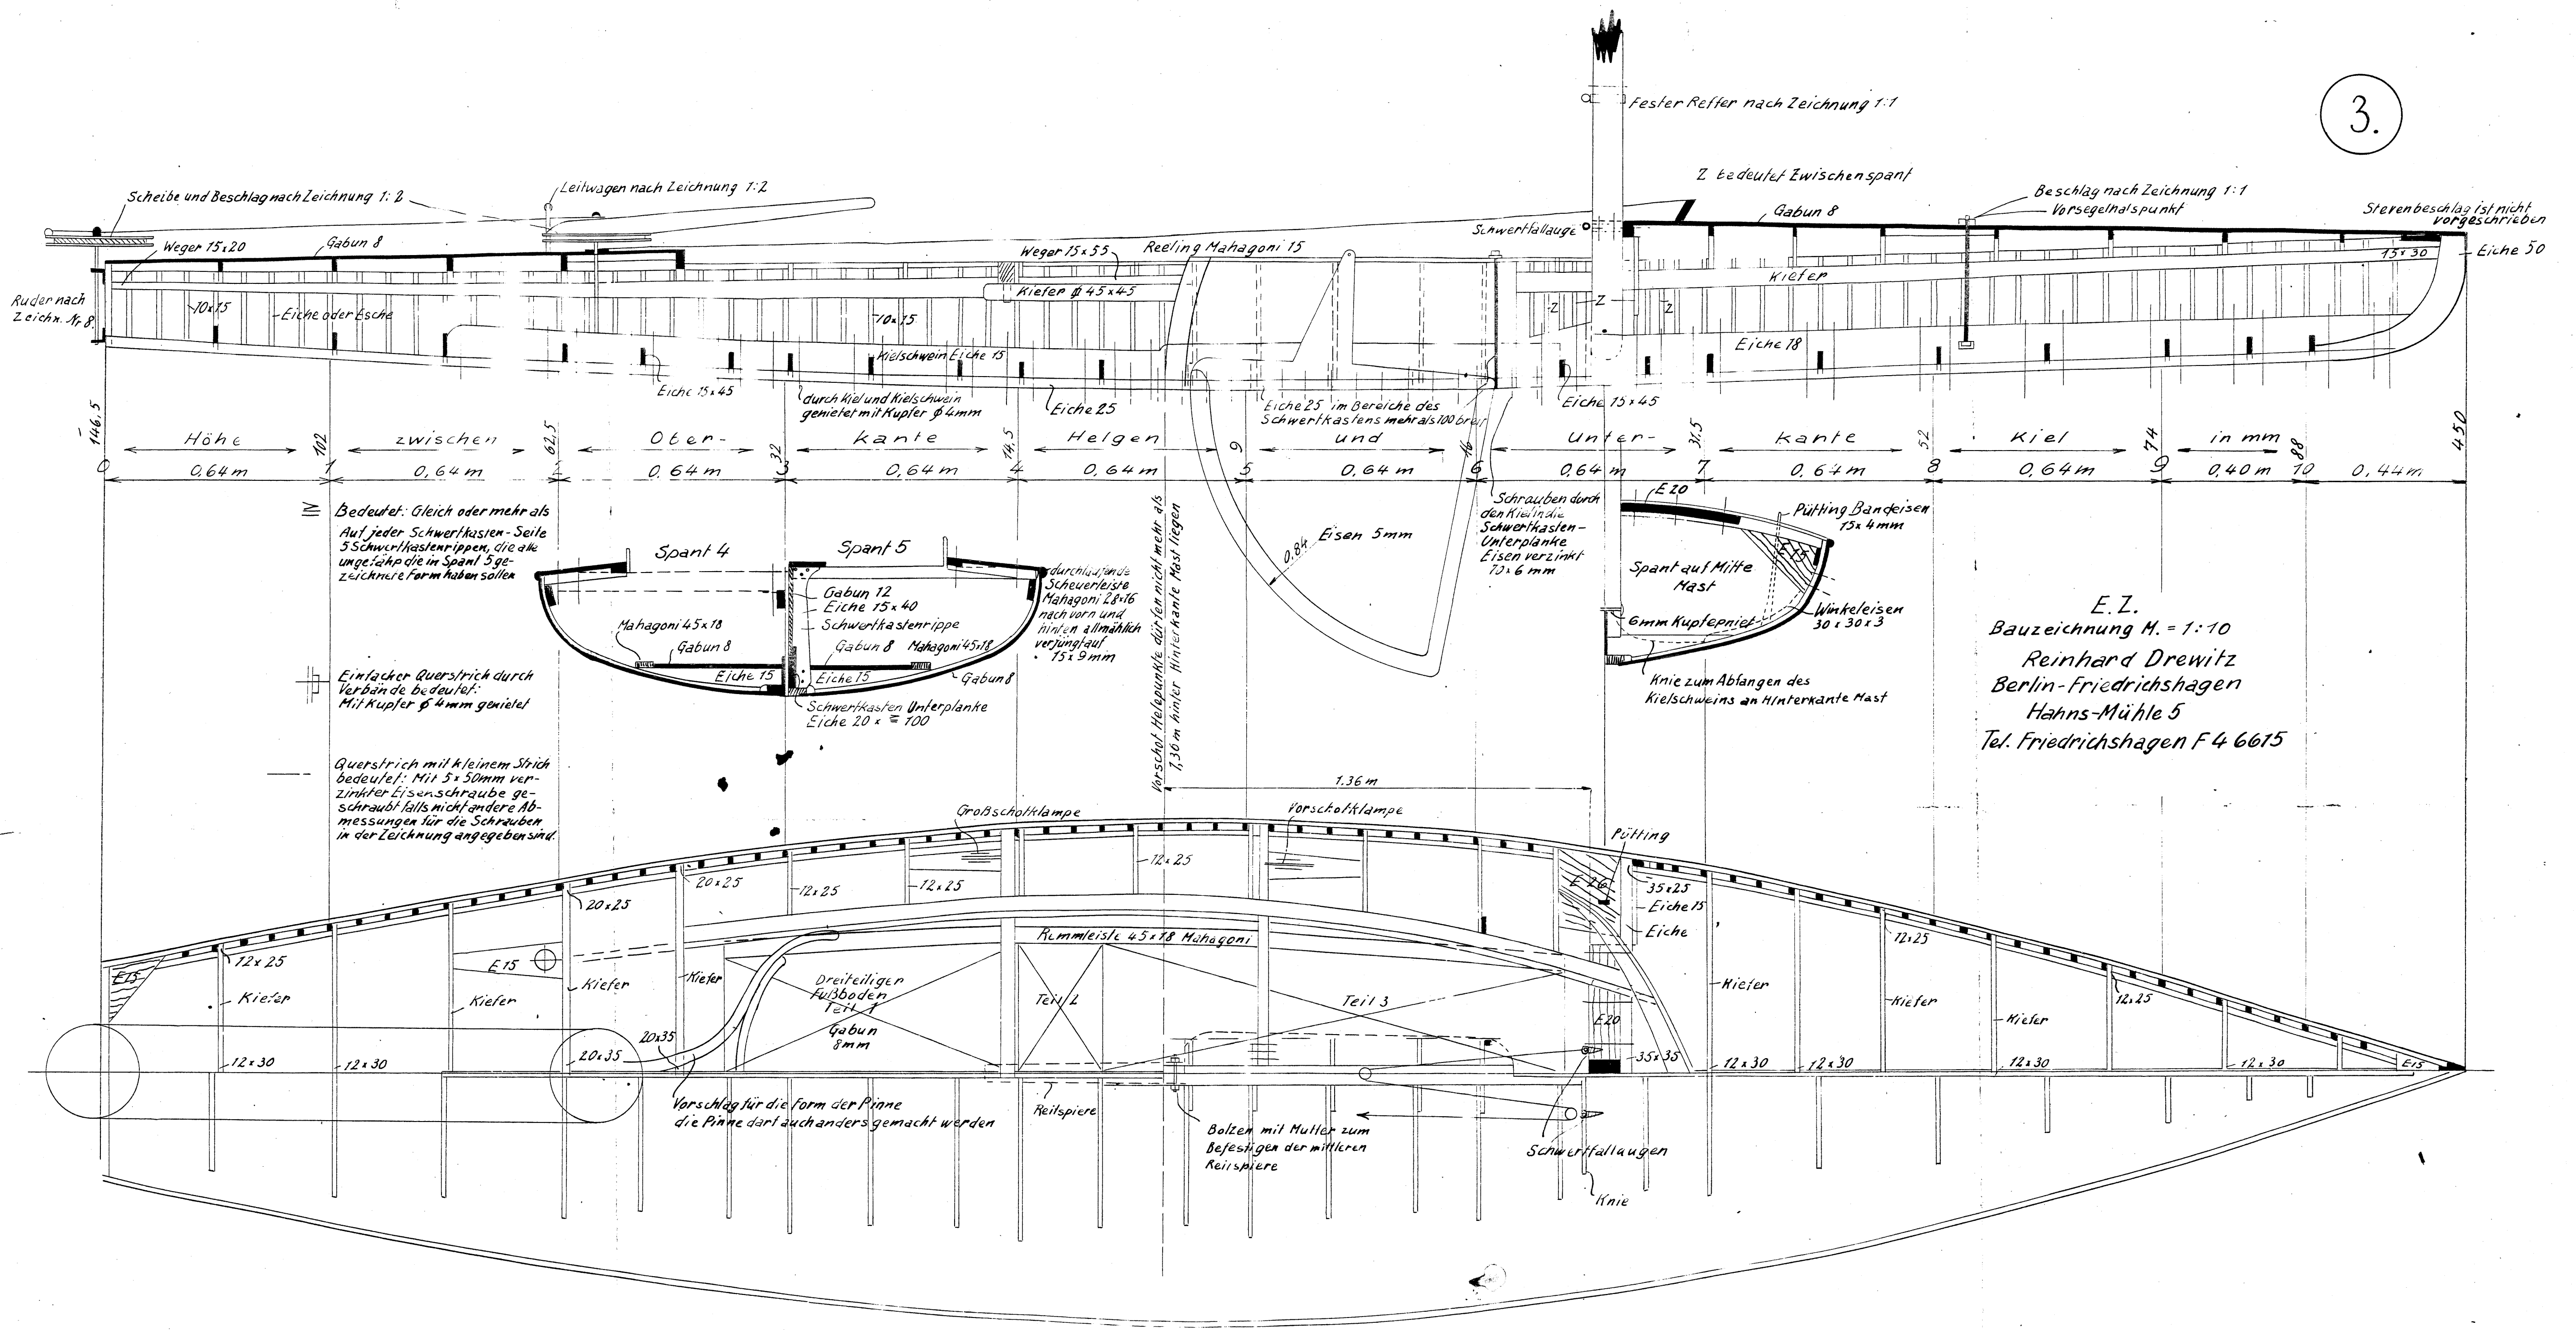 3.
Fester Reffer nach Zeichnung 1:1
Z bedeutet Zwischenspant
Scheibe und Beschlag nach Zeichnung 1:2
Leitwagen nach Zeichnung 1:2
Beschlag nach Zeichnung 1:1
Vorsegelhalspunkt
Stevenbeschlag ist nicht
vorgeschrieben
Weger 15x20
Gabun 8
Weger 15x55
Reeling Mahagoni 15
Schwertfallauge
Gabun 8
15x30
Eiche 50
Kiefer
Kiefer ϕ 45x45
Ruder nach
Zeichn. Nr 8.
10x15
Eiche oder Esche
10x15
Z
Z
Z
Kielschwein Eiche 15
Eiche 18
Eiche 15x45
durch Kiel und Kielschwein
genietet mit Kupfer ϕ 4mm
Eiche 25
Eiche 25 im Bereiche des
Schwertkastens mehr als 100 breit
Eiche 15x45
146,5
Höhe
102
zwischen
62,5
Ober-
32
kante
14,5
Helgen
9
und
16
Unter-
31,5
kante
52
Kiel
74
in mm
88
450
0
0,64m
1
0,64m
2
0,64m
3
0,64m
4
0,64m
5
0,64m
6
0,64m
7
0,64m
8
0,64m
9
0,40m
10
0,44m
≧ Bedeutet: Gleich oder mehr als
Auf jeder Schwertkasten-Seite
5 Schwertkastenrippen, die alle
ungefähr die in Spant 5 ge-
zeichnete Form haben sollen
Spant 4
Spant 5
Gabun 12
Eiche 15x40
Schwertkastenrippe
Mahagoni 45x18
Gabun 8
Gabun 8
Mahagoni 45x18
Eiche 15
Eiche 15
Gabun 8
Schwertkasten Unterplanke
Eiche 20 x ≧ 100
durchlaufende
Scheuerleiste
Mahagoni 28x16
nach vorn und
hinten allmählich
verjüngt auf
15x9mm
Vorschot Holepunkte dürfen nicht mehr als
1,36m hinter Hinterkante Mast liegen
0,84
Eisen 5mm
Schrauben durch
den Kiel in die
Schwertkasten-
Unterplanke
Eisen verzinkt
70x6 mm
E 20
Pütting Bandeisen
15x4mm
E 15
Spant auf Mitte
Mast
6mm Kupferniet
Winkeleisen
30x30x3
Knie zum Abfangen des
Kielschweins an Hinterkante Mast
E.Z.
Bauzeichnung M. = 1:10
Reinhard Drewitz
Berlin-Friedrichshagen
Hahns-Mühle 5
Tel. Friedrichshagen F 4 6615
Einfacher Querstrich durch
Verbände bedeutet:
Mit Kupfer ϕ 4mm genietet
Querstrich mit kleinem Strich
bedeutet: Mit 5x50mm ver-
zinkter Eisenschraube ge-
schraubt falls nicht andere Ab-
messungen für die Schrauben
in der Zeichnung angegeben sind.
1.36m
Großschotklampe
Vorschotklampe
Pütting
20x25
20x25
12x25
12x25
12x25
E 20
35x25
Eiche 15
Eiche
12x25
12x25
12x25
E15
E15
Kiefer
Kiefer
Kiefer
Kiefer
Remmleiste 45x18 Mahagoni
Dreiteiliger
Fußboden
Teil 1
Gabun
8mm
Teil 2
Teil 3
Kiefer
Kiefer
Kiefer
20x35
20x35
E20
35x35
12x30
12x30
12x30
12x30
12x30
12x30
E15
Vorschlag für die Form der Pinne
die Pinne darf auch anders gemacht werden
Reitspiere
Bolzen mit Mutter zum
Befestigen der mittleren
Reitspiere
Schwertfallaugen
Knie